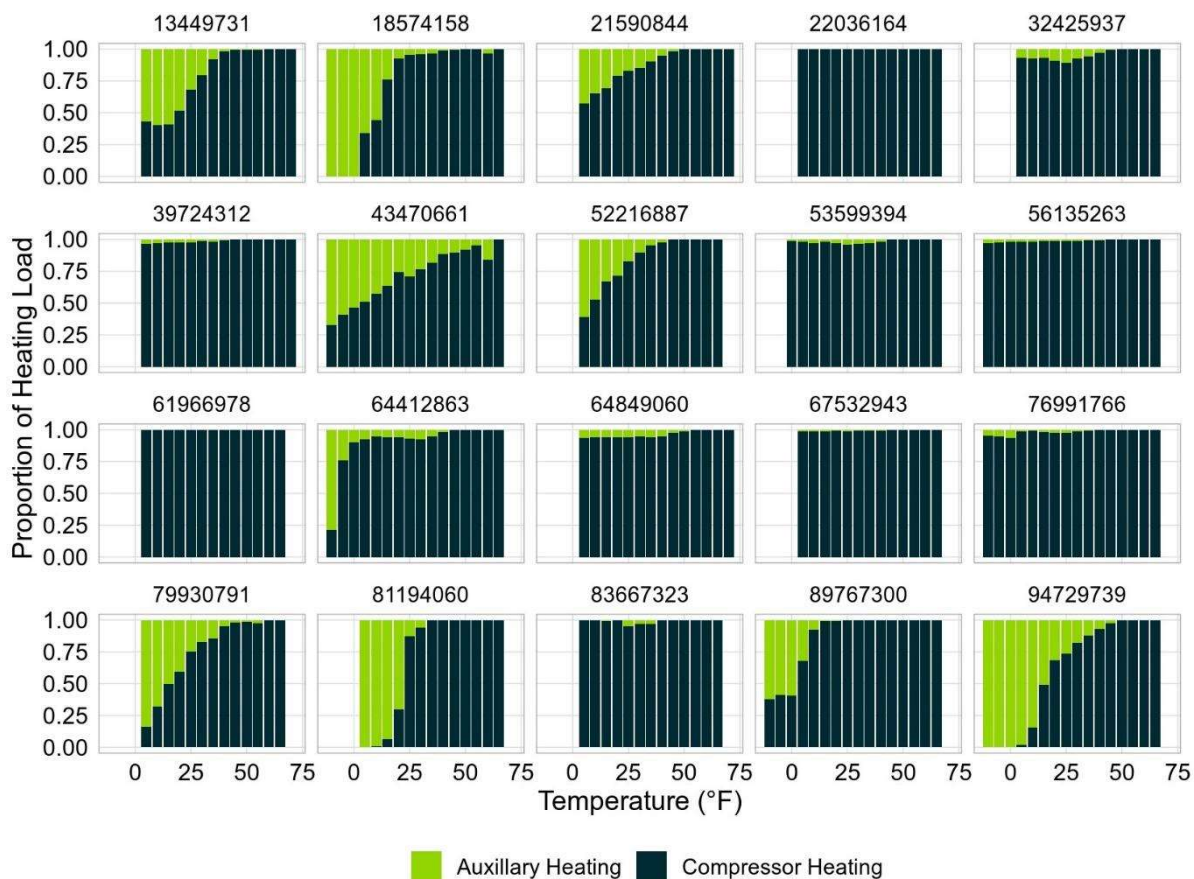 13449731 18574158 21590844 22036164 32425937
1.00
0.75
0.50
0.25
0.00
39724312 43470661 52216887 53599394 56135263
1.00
0.75
0.50
0.25
0.00
61966978 64412863 64849060 67532943 76991766
1.00
0.75
0.50
0.25
0.00
79930791 81194060 83667323 89767300 94729739
1.00
0.75
0.50
0.25
0.00
0 25 50 75 0 25 50 75 0 25 50 75 0 25 50 75 0 25 50 75
Proportion of Heating Load
Temperature (°F)
Auxillary Heating Compressor Heating